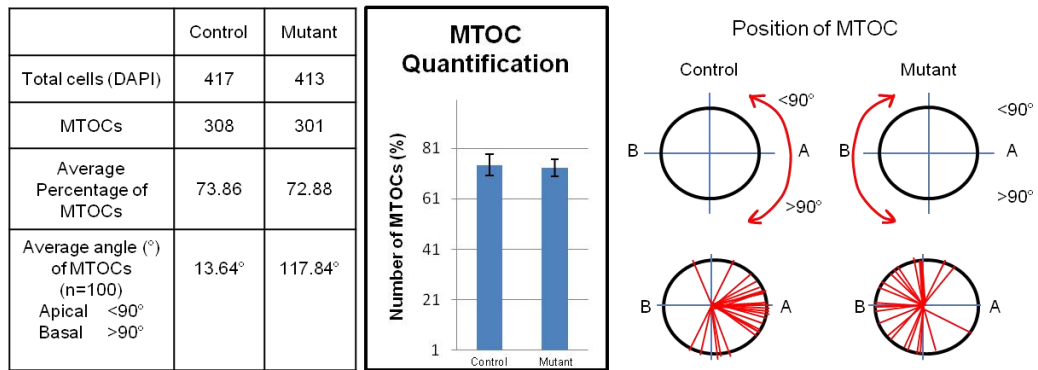 Control Mutant
Total cells (DAPI) 417 413
MTOCs 308 301
Average
Percentage of
MTOCs
73.86 72.88
Average angle (°)
of MTOCs
(n=100)
Apical <90°
Basal >90°
13.64° 117.84°
MTOC
Quantification
Number of MTOCs (%)
81
61
41
21
1
Control Mutant
Position of MTOC
Control Mutant
<90° <90°
B A B A
>90° >90°
B A B A